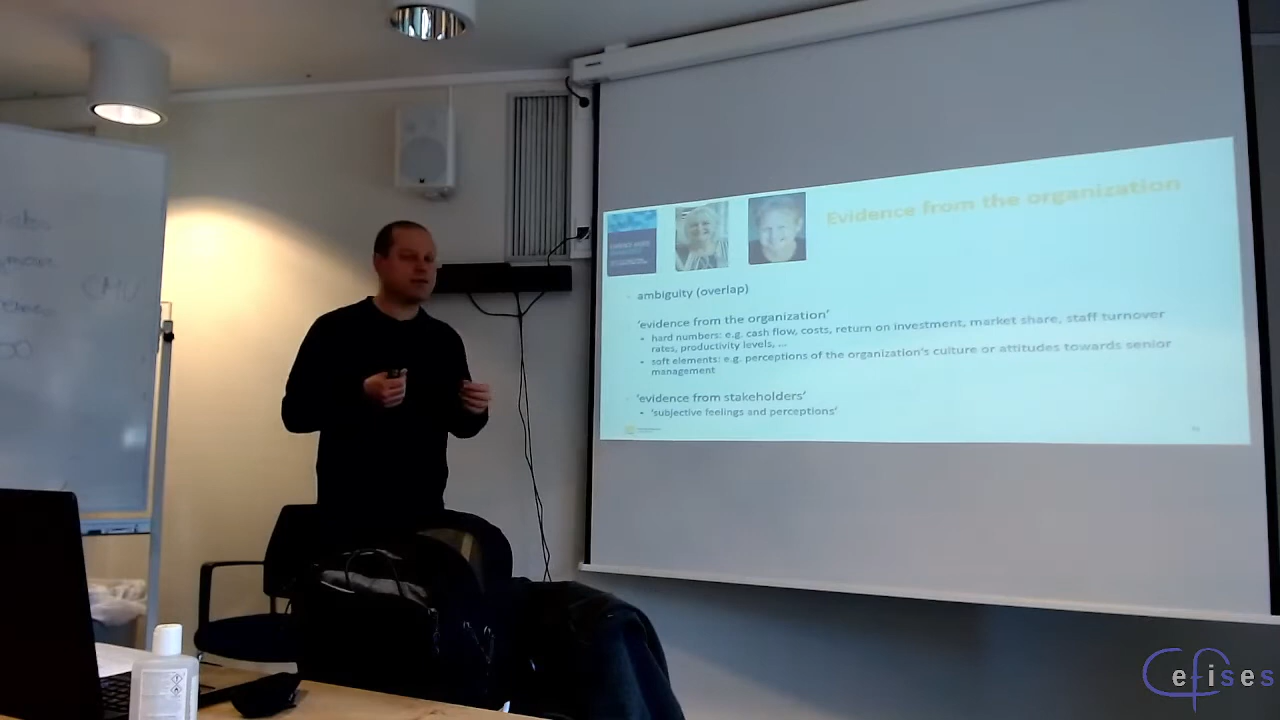 Evidence from the organization
ambiguity (overlap)
'evidence from the organization'
hard numbers: e.g. cash flow, costs, return on investment, market share, staff turnover
rates, productivity levels, ...
soft elements: e.g. perceptions of the organization's culture or attitudes towards senior
management
'evidence from stakeholders'
'subjective feelings and perceptions'
Cefises